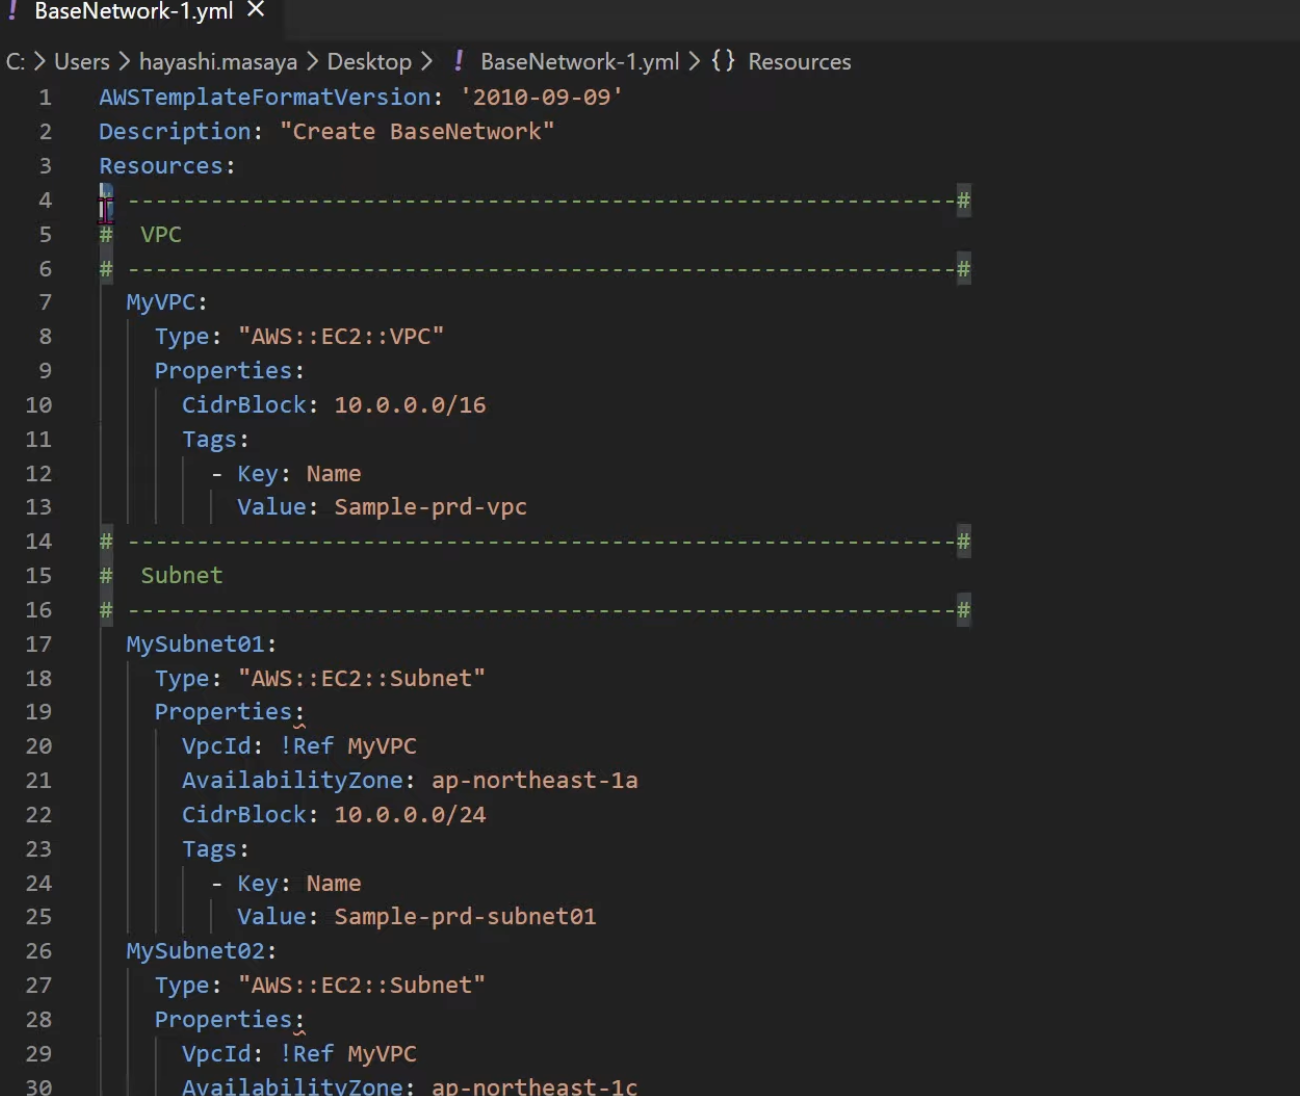 ! BaseNetwork-1.yml ×
C: > Users > hayashi.masaya > Desktop > ! BaseNetwork-1.yml > {} Resources
1 AWSTemplateFormatVersion: '2010-09-09'
2 Description: "Create BaseNetwork"
3 Resources:
4 # ------------------------------------------------------------#
5 #  VPC
6 # ------------------------------------------------------------#
7   MyVPC:
8     Type: "AWS::EC2::VPC"
9     Properties:
10       CidrBlock: 10.0.0.0/16
11       Tags:
12         - Key: Name
13           Value: Sample-prd-vpc
14 # ------------------------------------------------------------#
15 #  Subnet
16 # ------------------------------------------------------------#
17   MySubnet01:
18     Type: "AWS::EC2::Subnet"
19     Properties:
20       VpcId: !Ref MyVPC
21       AvailabilityZone: ap-northeast-1a
22       CidrBlock: 10.0.0.0/24
23       Tags:
24         - Key: Name
25           Value: Sample-prd-subnet01
26   MySubnet02:
27     Type: "AWS::EC2::Subnet"
28     Properties:
29       VpcId: !Ref MyVPC
30       AvailabilityZone: ap-northeast-1c